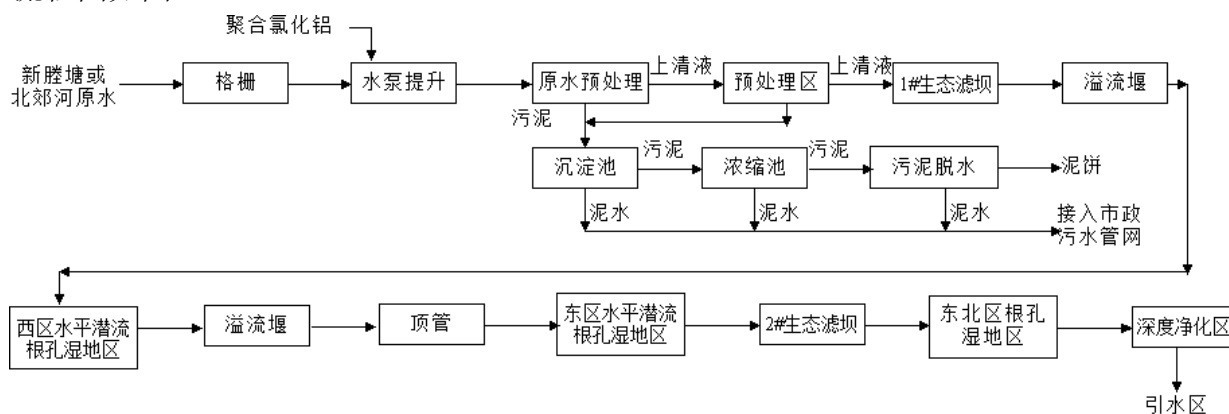 聚合氯化铝
新塍塘或
北郊河原水
格栅
水泵提升
原水预处理
上清液
预处理区
上清液
1#生态滤坝
溢流堰
污泥
沉淀池
污泥
浓缩池
污泥
污泥脱水
泥饼
泥水
泥水
泥水
接入市政
污水管网
西区水平潜流
根孔湿地区
溢流堰
顶管
东区水平潜流
根孔湿地区
2#生态滤坝
东北区根孔
湿地区
深度净化区
引水区